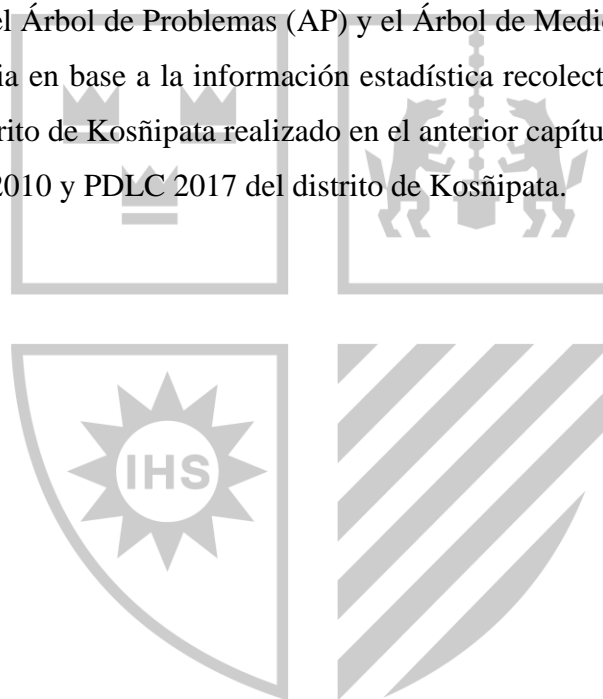 el Árbol de Problemas (AP) y el Árbol de Medio
ia en base a la información estadística recolect
rito de Kosñipata realizado en el anterior capítu
2010 y PDLC 2017 del distrito de Kosñipata.
IHS